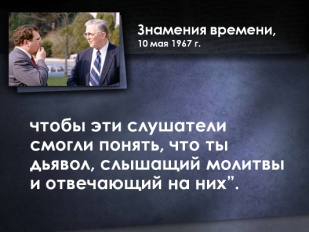 Знамения времени,
10 мая 1967 г.
чтобы эти слушатели
смогли понять, что ты
дьявол, слышащий молитвы
и отвечающий на них”.